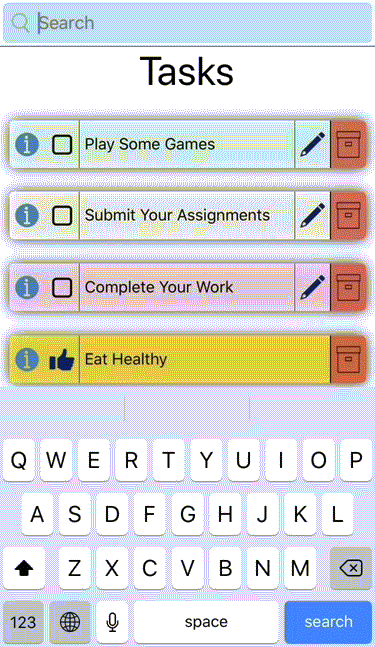 Search
Tasks
Play Some Games
Submit Your Assignments
Complete Your Work
Eat Healthy
Q W E R T Y U I O P
A S D F G H J K L
Z X C V B N M
123 space search